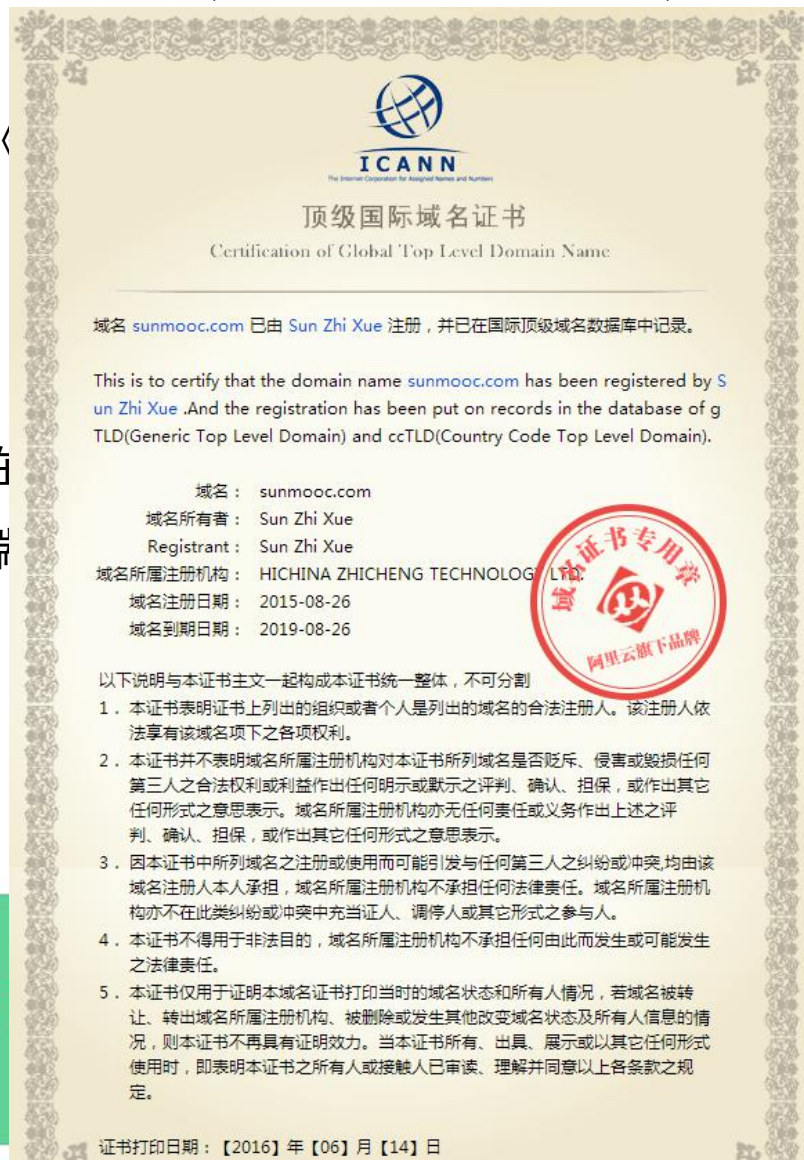 ICANN
The Internet Corporation for Assigned Names and Numbers
顶级国际域名证书
Certification of Global Top Level Domain Name
域名 sunmooc.com 已由 Sun Zhi Xue 注册，并已在国际顶级域名数据库中记录。
This is to certify that the domain name sunmooc.com has been registered by S
un Zhi Xue .And the registration has been put on records in the database of g
TLD(Generic Top Level Domain) and ccTLD(Country Code Top Level Domain).
域名： sunmooc.com
域名所有者： Sun Zhi Xue
Registrant： Sun Zhi Xue
域名所属注册机构： HICHINA ZHICHENG TECHNOLOGY LTD.
域名注册日期： 2015-08-26
域名到期日期： 2019-08-26
域名证书专用章
阿里云旗下品牌
以下说明与本证书主文一起构成本证书统一整体，不可分割
1．本证书表明证书上列出的组织或者个人是列出的域名的合法注册人。该注册人依
法享有该域名项下之各项权利。
2．本证书并不表明域名所属注册机构对本证书所列域名是否贬斥、侵害或毁损任何
第三人之合法权利或利益作出任何明示或默示之评判、确认、担保，或作出其它
任何形式之意思表示。域名所属注册机构亦无任何责任或义务作出上述之评
判、确认、担保，或作出其它任何形式之意思表示。
3．因本证书中所列域名之注册或使用而可能引发与任何第三人之纠纷或冲突,均由该
域名注册人本人承担，域名所属注册机构不承担任何法律责任。域名所属注册机
构亦不在此类纠纷或冲突中充当证人、调停人或其它形式之参与人。
4．本证书不得用于非法目的，域名所属注册机构不承担任何由此而发生或可能发生
之法律责任。
5．本证书仅用于证明本域名证书打印当时的域名状态和所有人情况，若域名被转
让、转出域名所属注册机构、被删除或发生其他改变域名状态及所有人信息的情
况，则本证书不再具有证明效力。当本证书所有、出具、展示或以其它任何形式
使用时，即表明本证书之所有人或接触人已审读、理解并同意以上各条款之规
定。
证书打印日期：【2016】年【06】月【14】日